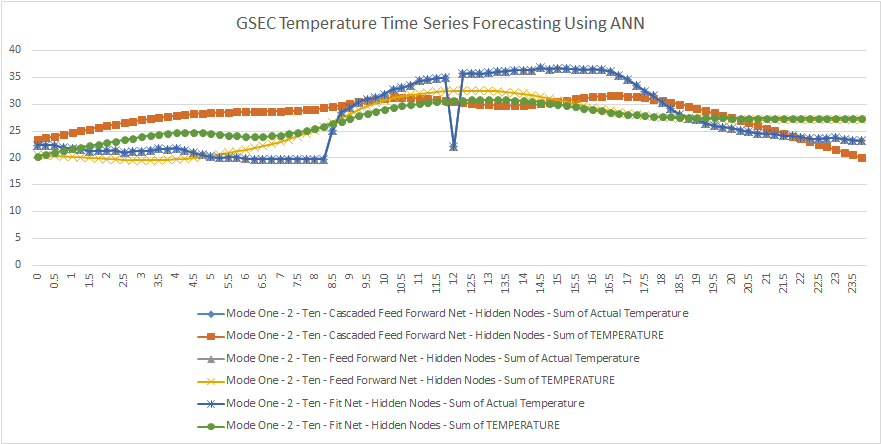 GSEC Temperature Time Series Forecasting Using ANN
40
35
30
25
20
15
10
5
0
0 0.5 1 1.5 2 2.5 3 3.5 4 4.5 5 5.5 6 6.5 7 7.5 8 8.5 9 9.5 10 10.5 11 11.5 12 12.5 13 13.5 14 14.5 15 15.5 16 16.5 17 17.5 18 18.5 19 19.5 20 20.5 21 21.5 22 22.5 23 23.5
Mode One - 2 - Ten - Cascaded Feed Forward Net - Hidden Nodes - Sum of Actual Temperature
Mode One - 2 - Ten - Cascaded Feed Forward Net - Hidden Nodes - Sum of TEMPERATURE
Mode One - 2 - Ten - Feed Forward Net - Hidden Nodes - Sum of Actual Temperature
Mode One - 2 - Ten - Feed Forward Net - Hidden Nodes - Sum of TEMPERATURE
Mode One - 2 - Ten - Fit Net - Hidden Nodes - Sum of Actual Temperature
Mode One - 2 - Ten - Fit Net - Hidden Nodes - Sum of TEMPERATURE